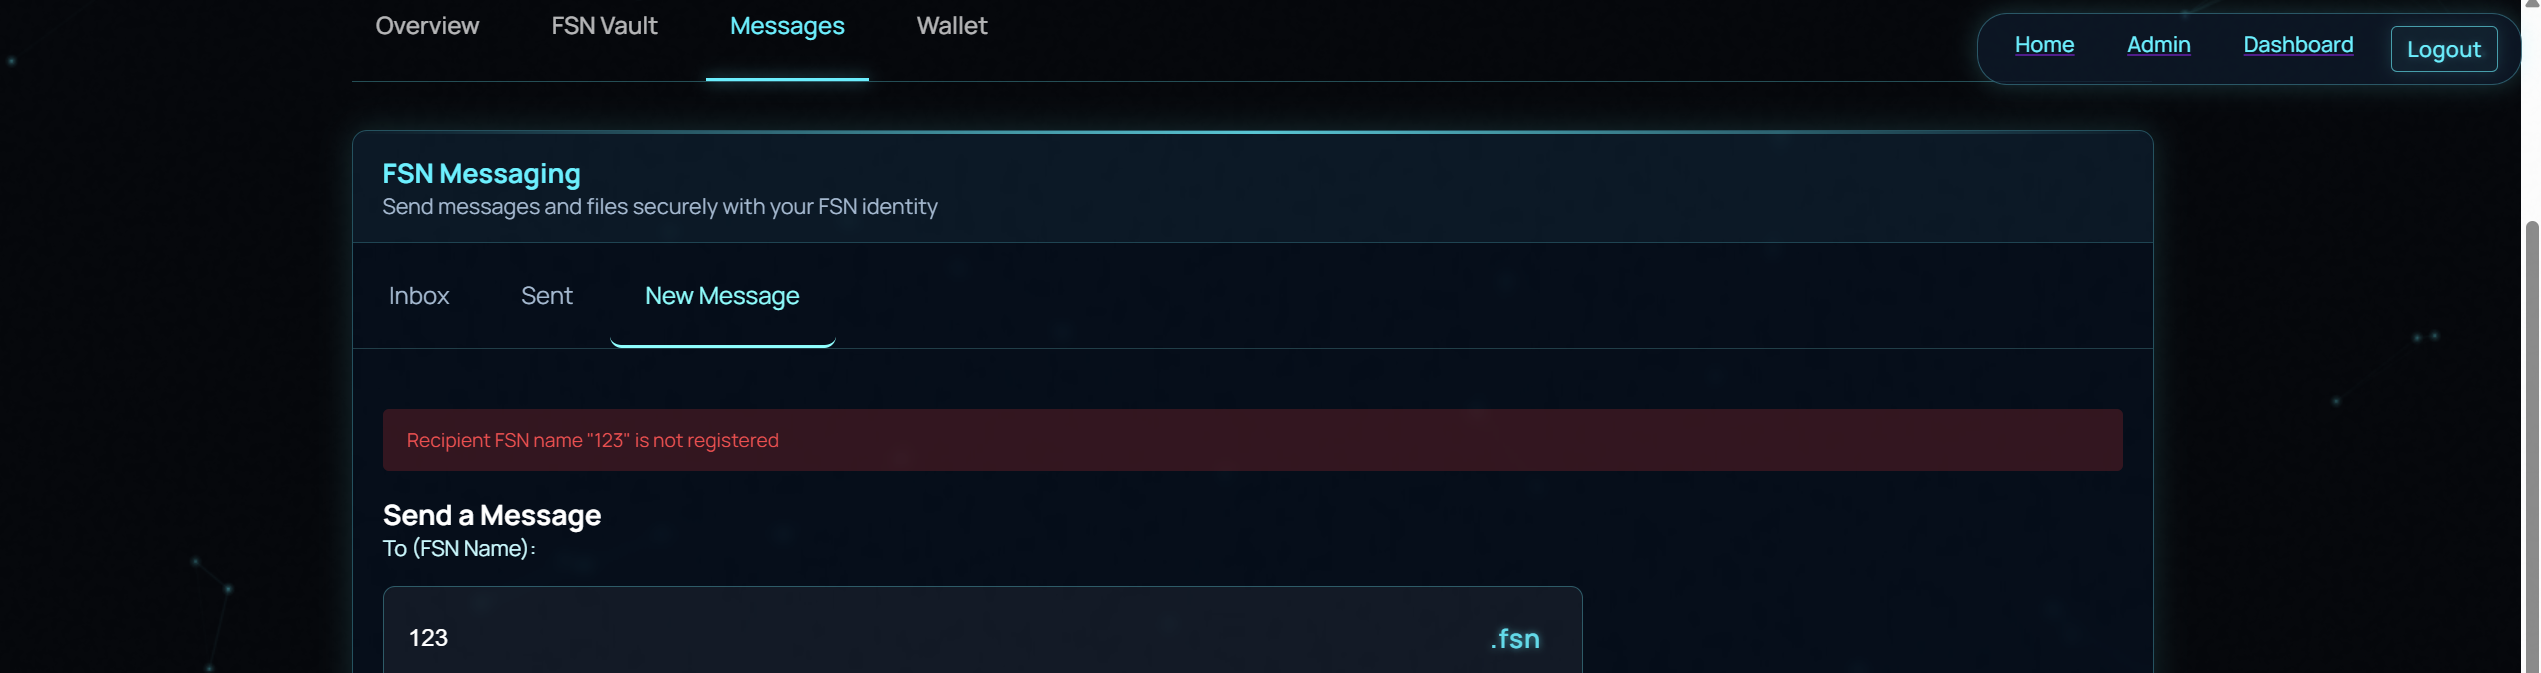 Overview FSN Vault Messages Wallet
Home Admin Dashboard Logout
FSN Messaging
Send messages and files securely with your FSN identity
Inbox Sent New Message
Recipient FSN name "123" is not registered
Send a Message
To (FSN Name):
123 .fsn